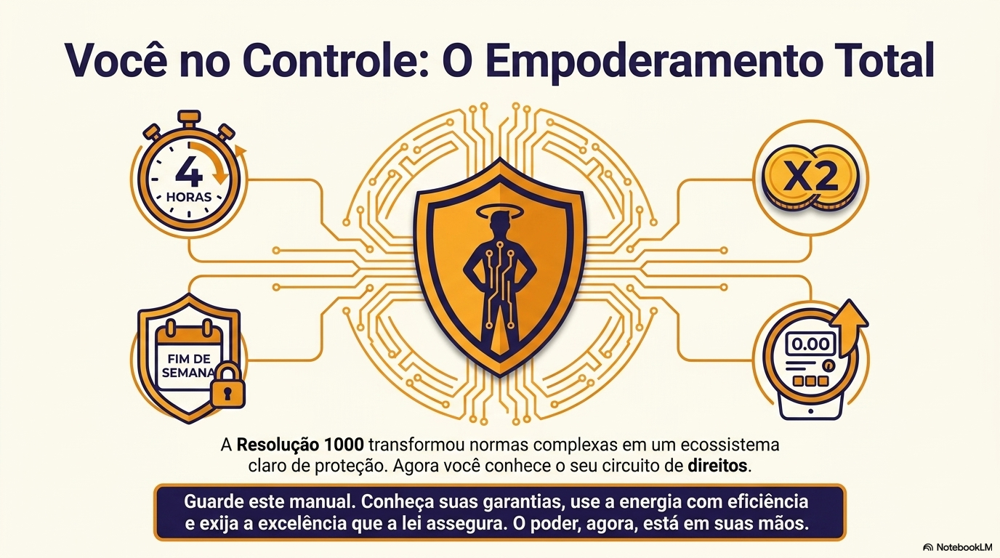 Você no Controle: O Empoderamento Total
4
HORAS
X2
FIM DE
SEMANA
0.00
A Resolução 1000 transformou normas complexas em um ecossistema
claro de proteção. Agora você conhece o seu circuito de direitos.
Guarde este manual. Conheça suas garantias, use a energia com eficiência
e exija a excelência que a lei assegura. O poder, agora, está em suas mãos.
NotebookLM